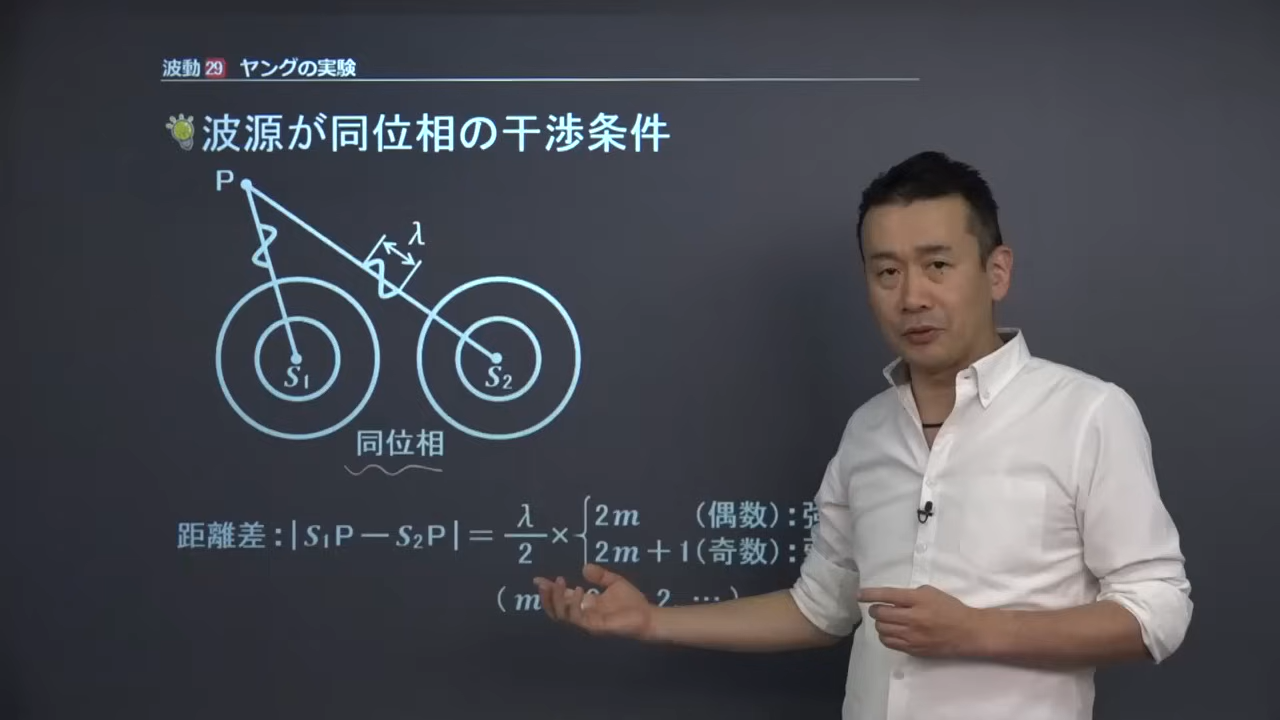 波動 29 ヤングの実験
波源が同位相の干渉条件
P
λ
S₁
S₂
同位相
距離差：|S₁P－S₂P|＝λ/2×{2m （偶数）：
2m＋1（奇数）：
（m 2, …）